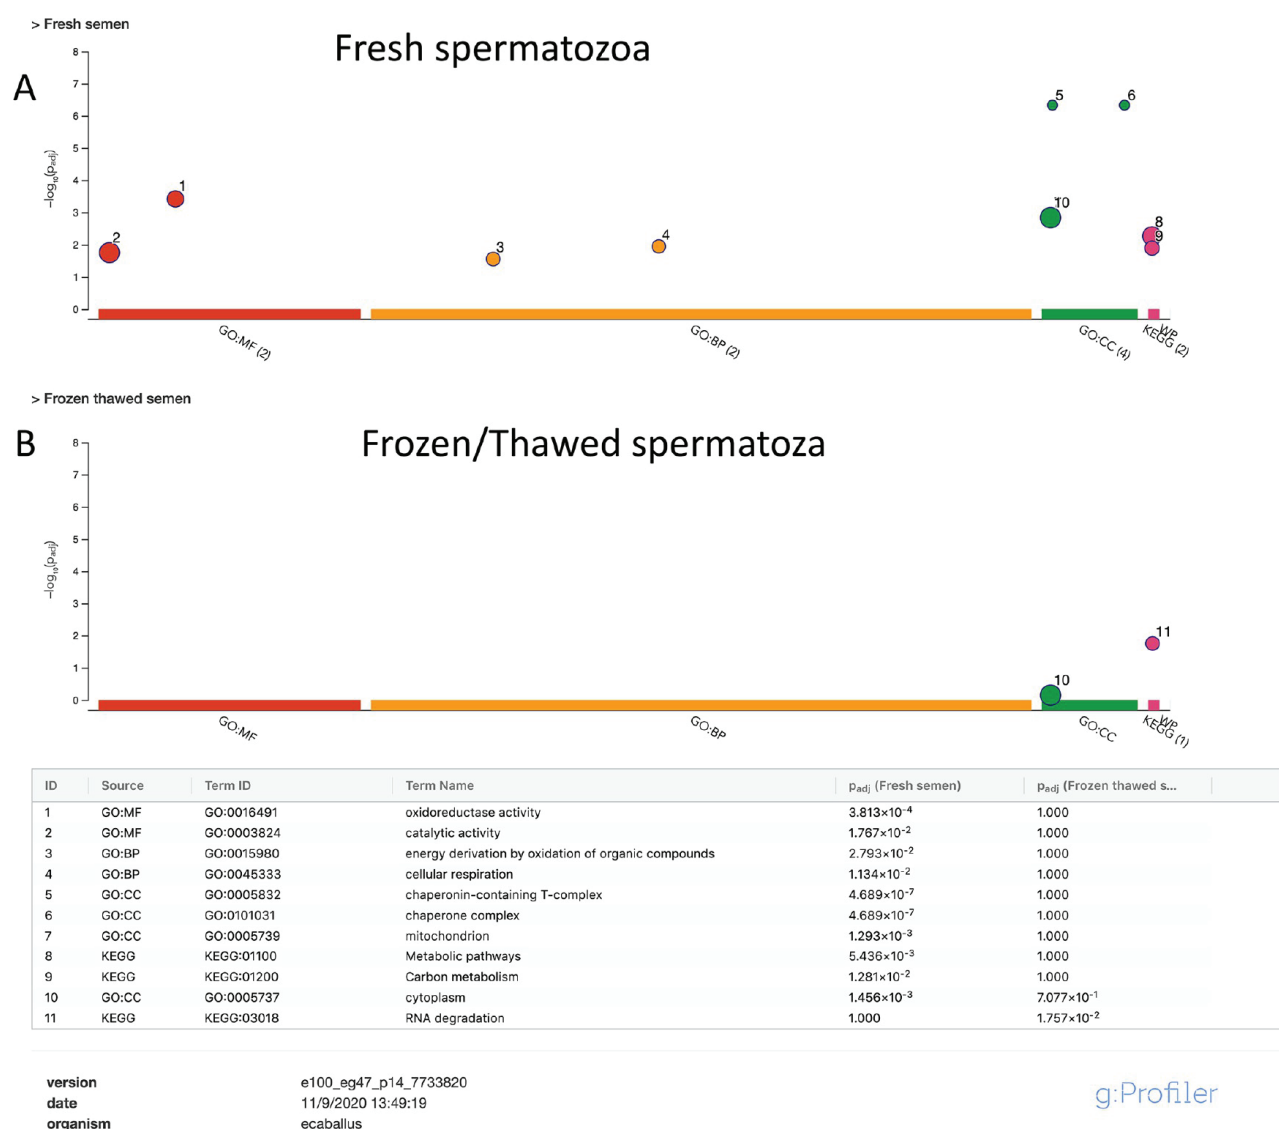 > Fresh semen
Fresh spermatozoa
A
8
7
6
5
4
3
2
1
0
–log10(padj)
1
2
3
4
5
6
10
8
9
GO:MF (2)
GO:BP (2)
GO:CC (4)
KEGG (2)
WP
> Frozen thawed semen
B
Frozen/Thawed spermatoza
8
7
6
5
4
3
2
1
0
–log10(padj)
10
11
GO:MF
GO:BP
GO:CC
KEGG (1)
WP
ID Source Term ID Term Name padj (Fresh semen) padj (Frozen thawed s...
1 GO:MF GO:0016491 oxidoreductase activity 3.813×10⁻⁴ 1.000
2 GO:MF GO:0003824 catalytic activity 1.767×10⁻² 1.000
3 GO:BP GO:0015980 energy derivation by oxidation of organic compounds 2.793×10⁻² 1.000
4 GO:BP GO:0045333 cellular respiration 1.134×10⁻² 1.000
5 GO:CC GO:0005832 chaperonin-containing T-complex 4.689×10⁻⁷ 1.000
6 GO:CC GO:0101031 chaperone complex 4.689×10⁻⁷ 1.000
7 GO:CC GO:0005739 mitochondrion 1.293×10⁻³ 1.000
8 KEGG KEGG:01100 Metabolic pathways 5.436×10⁻³ 1.000
9 KEGG KEGG:01200 Carbon metabolism 1.281×10⁻² 1.000
10 GO:CC GO:0005737 cytoplasm 1.456×10⁻³ 7.077×10⁻¹
11 KEGG KEGG:03018 RNA degradation 1.000 1.757×10⁻²
version e100_eg47_p14_7733820
date 11/9/2020 13:49:19
organism ecaballus
g:Profiler